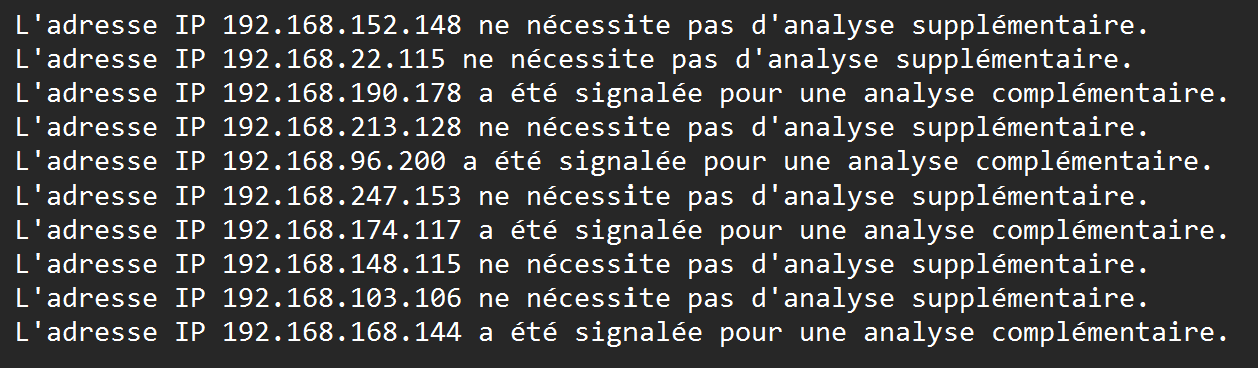 L'adresse IP 192.168.152.148 ne nécessite pas d'analyse supplémentaire.
L'adresse IP 192.168.22.115 ne nécessite pas d'analyse supplémentaire.
L'adresse IP 192.168.190.178 a été signalée pour une analyse complémentaire.
L'adresse IP 192.168.213.128 ne nécessite pas d'analyse supplémentaire.
L'adresse IP 192.168.96.200 a été signalée pour une analyse complémentaire.
L'adresse IP 192.168.247.153 ne nécessite pas d'analyse supplémentaire.
L'adresse IP 192.168.174.117 a été signalée pour une analyse complémentaire.
L'adresse IP 192.168.148.115 ne nécessite pas d'analyse supplémentaire.
L'adresse IP 192.168.103.106 ne nécessite pas d'analyse supplémentaire.
L'adresse IP 192.168.168.144 a été signalée pour une analyse complémentaire.